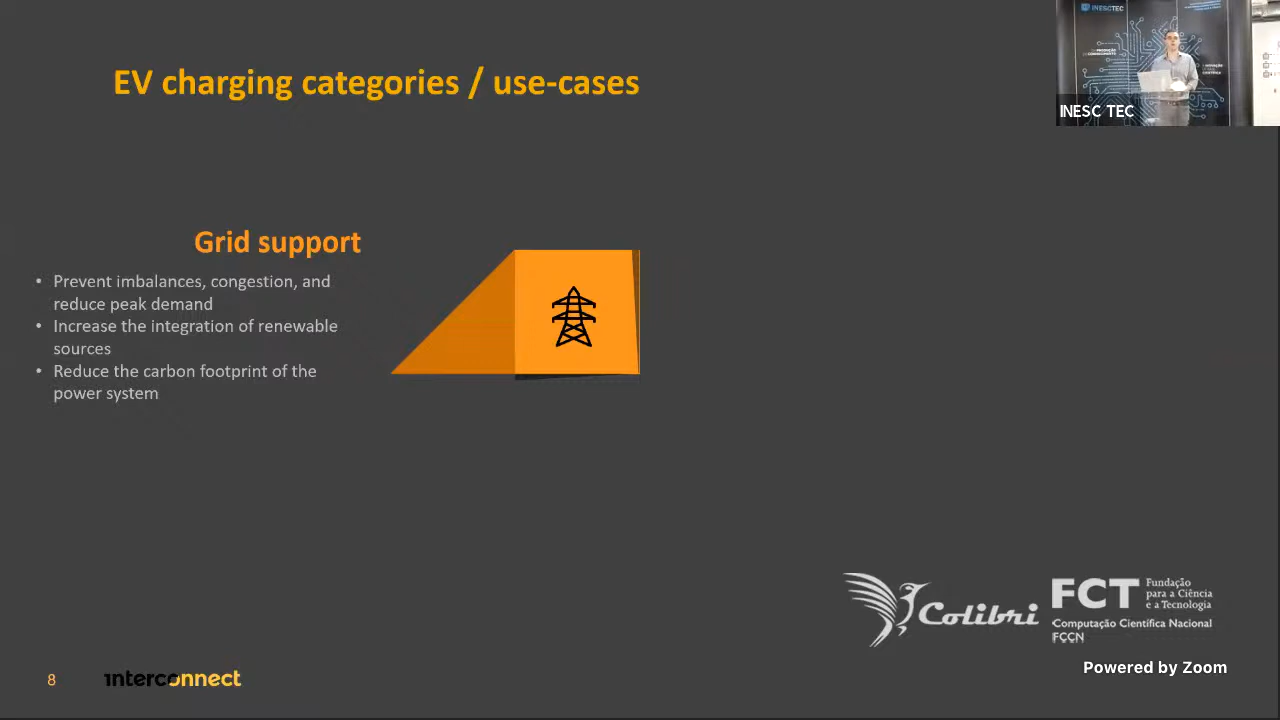 EV charging categories / use-cases
INESCTEC
INESC TEC
Grid support
• Prevent imbalances, congestion, and
reduce peak demand
• Increase the integration of renewable
sources
• Reduce the carbon footprint of the
power system
Colibri
FCT
Fundação
para a Ciência
e a Tecnologia
Computação Científica Nacional
FCCN
Powered by Zoom
8
interconnect